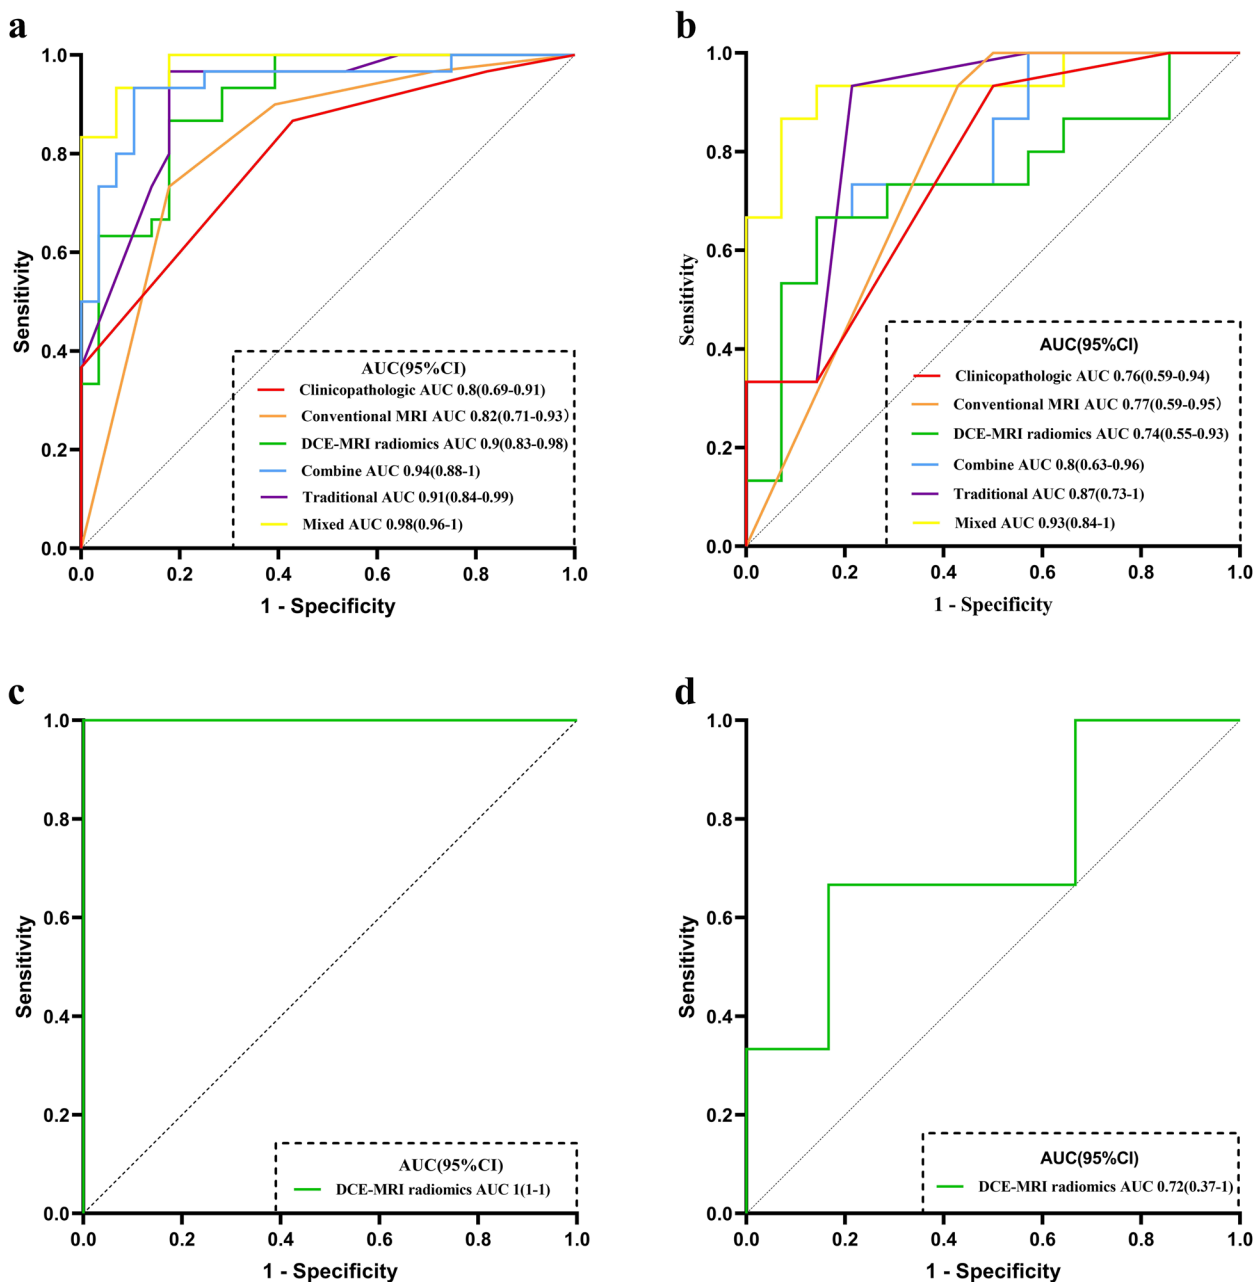 a
1.0
0.8
0.6
0.4
0.2
0.0
Sensitivity
AUC(95%CI)
Clinicopathologic AUC 0.8(0.69-0.91)
Conventional MRI AUC 0.82(0.71-0.93）
DCE-MRI radiomics AUC 0.9(0.83-0.98)
Combine AUC 0.94(0.88-1)
Traditional AUC 0.91(0.84-0.99)
Mixed AUC 0.98(0.96-1)
0.0 0.2 0.4 0.6 0.8 1.0
1 - Specificity
b
1.0
0.8
0.6
0.4
0.2
0.0
Sensitivity
AUC(95%CI)
Clinicopathologic AUC 0.76(0.59-0.94)
Conventional MRI AUC 0.77(0.59-0.95）
DCE-MRI radiomics AUC 0.74(0.55-0.93)
Combine AUC 0.8(0.63-0.96)
Traditional AUC 0.87(0.73-1)
Mixed AUC 0.93(0.84-1)
0.0 0.2 0.4 0.6 0.8 1.0
1 - Specificity
c
1.0
0.8
0.6
0.4
0.2
0.0
Sensitivity
AUC(95%CI)
DCE-MRI radiomics AUC 1(1-1)
0.0 0.2 0.4 0.6 0.8 1.0
1 - Specificity
d
1.0
0.8
0.6
0.4
0.2
0.0
Sensitivity
AUC(95%CI)
DCE-MRI radiomics AUC 0.72(0.37-1)
0.0 0.2 0.4 0.6 0.8 1.0
1 - Specificity